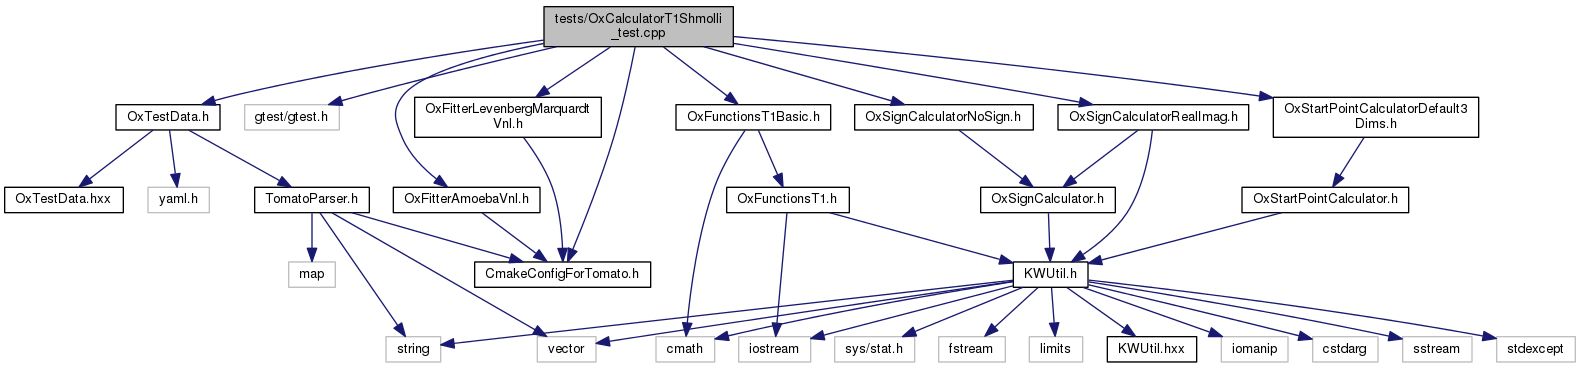 tests/OxCalculatorT1Shmolli
_test.cpp
OxTestData.h
gtest/gtest.h
OxFitterLevenbergMarquardt
Vnl.h
OxFunctionsT1Basic.h
OxSignCalculatorNoSign.h
OxSignCalculatorRealImag.h
OxStartPointCalculatorDefault3
Dims.h
OxTestData.hxx
yaml.h
TomatoParser.h
OxFitterAmoebaVnl.h
OxFunctionsT1.h
OxSignCalculator.h
OxStartPointCalculator.h
map
CmakeConfigForTomato.h
KWUtil.h
string
vector
cmath
iostream
sys/stat.h
fstream
limits
KWUtil.hxx
iomanip
cstdarg
sstream
stdexcept